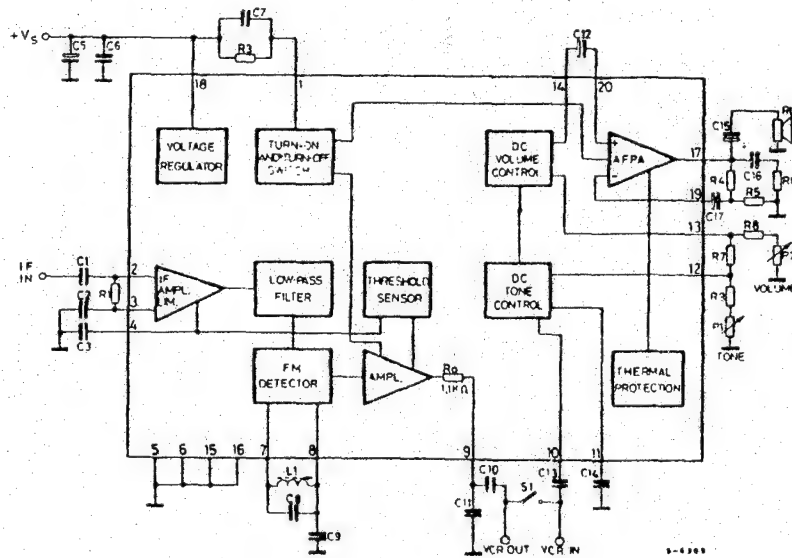 C7
+Vs
C5
C6
R3
C12
18
1
14
20
VOLTAGE
REGULATOR
TURN-ON
AND TURN-OFF
SWITCH
DC
VOLUME
CONTROL
+
AFPA
-
17
C15
C16
R4
R5
19
C17
13
R8
R7
12
VOLUME
R3
P1
TONE
IF
IN
C1
2
R1
IF
AMPL.
LIM.
C2
3
4
C3
LOW-PASS
FILTER
THRESHOLD
SENSOR
DC
TONE
CONTROL
FM
DETECTOR
AMPL.
Ro
1,1KΩ
THERMAL
PROTECTION
5
6
15
16
7
8
9
10
11
L1
C8
C9
C10
C11
S1
C13
C14
VCR OUT
VCR IN